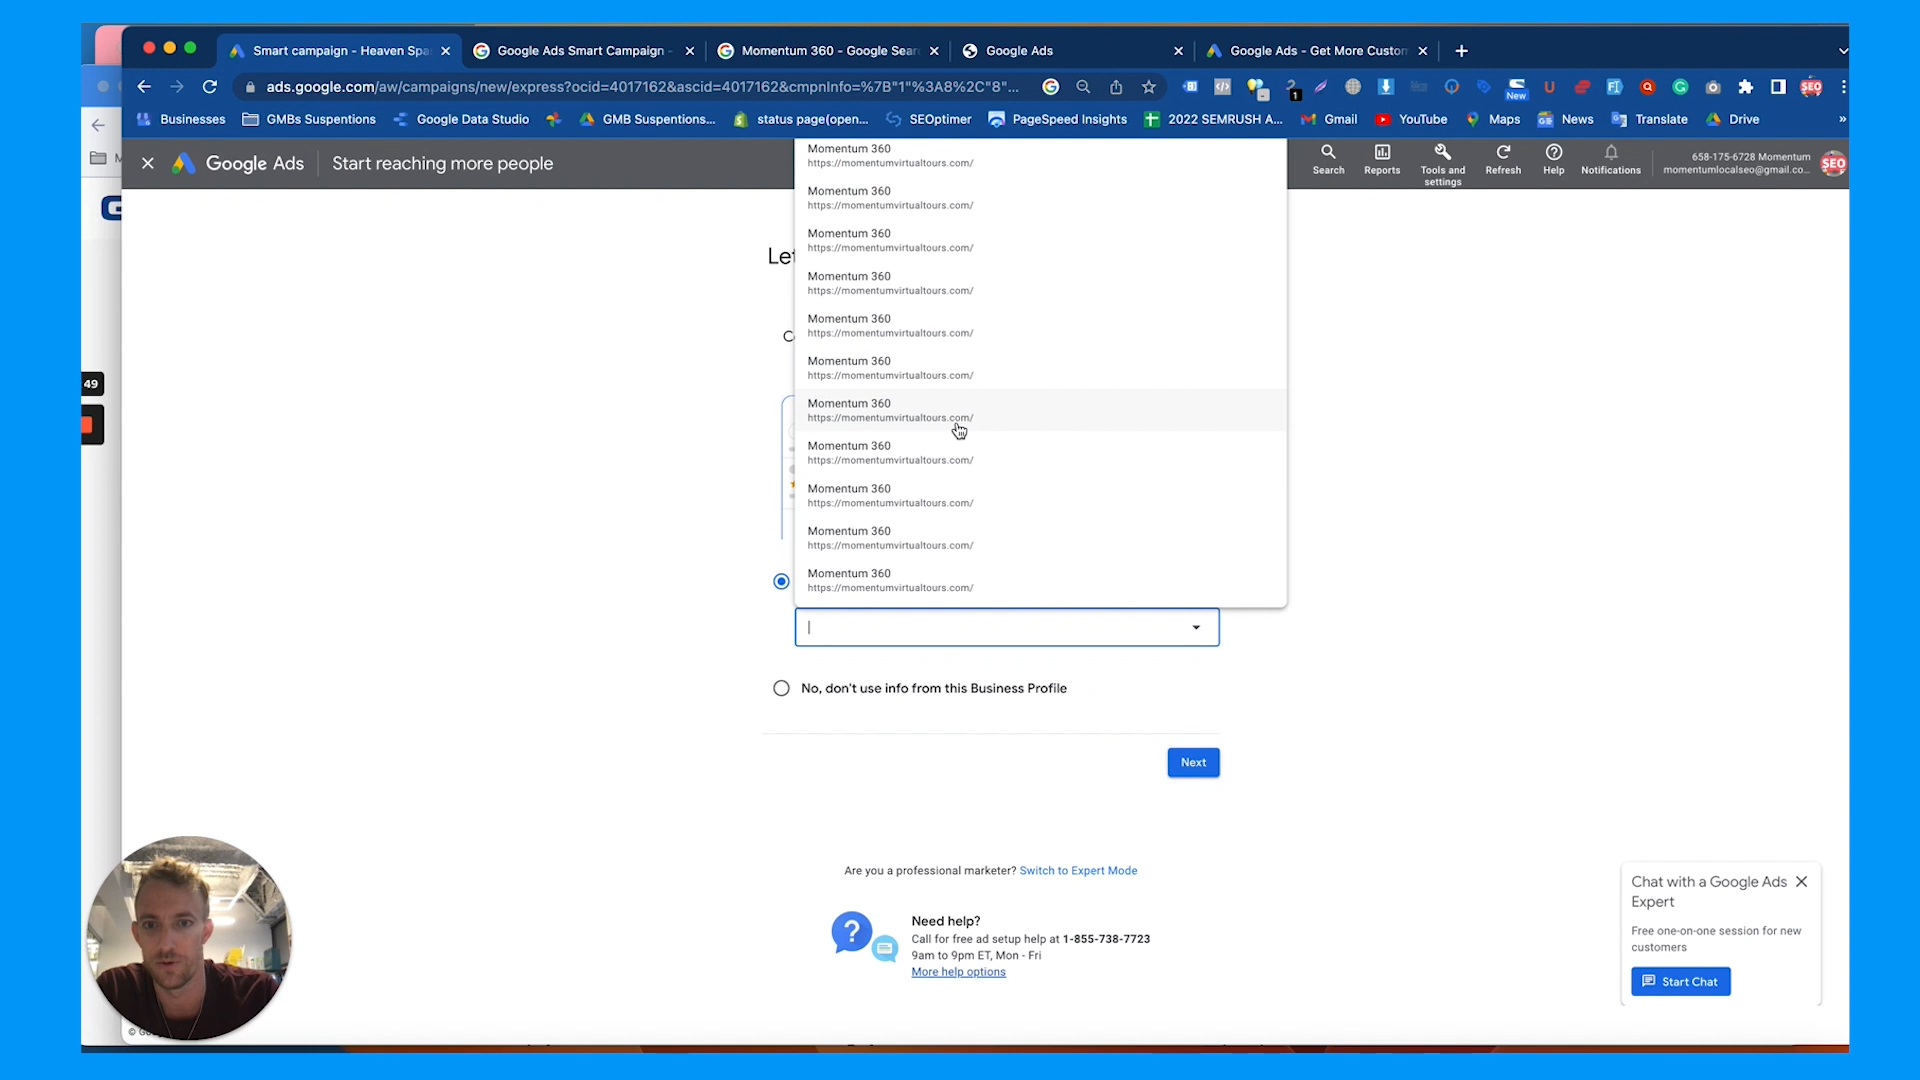 Smart campaign - Heaven Spa
Google Ads Smart Campaign -
Momentum 360 - Google Sear
Google Ads
Google Ads - Get More Custom
ads.google.com/aw/campaigns/new/express?ocid=4017162&ascid=4017162&cmpnInfo=%7B"1"%3A8%2C"8"...
1
New
SEO
Businesses
GMBs Suspentions
Google Data Studio
GMB Suspentions...
status page(open...
SEOptimer
PageSpeed Insights
2022 SEMRUSH A...
Gmail
YouTube
Maps
News
Translate
Drive
»
Google Ads
Start reaching more people
Search
Reports
Tools and
settings
Refresh
Help
Notifications
658-175-6728 Momentum
momentumlocalseo@gmail.co...
SEO
Momentum 360
https://momentumvirtualtours.com/
Momentum 360
https://momentumvirtualtours.com/
Momentum 360
https://momentumvirtualtours.com/
Momentum 360
https://momentumvirtualtours.com/
Momentum 360
https://momentumvirtualtours.com/
Momentum 360
https://momentumvirtualtours.com/
Momentum 360
https://momentumvirtualtours.com/
Momentum 360
https://momentumvirtualtours.com/
Momentum 360
https://momentumvirtualtours.com/
Momentum 360
https://momentumvirtualtours.com/
Momentum 360
https://momentumvirtualtours.com/
49
No, don't use info from this Business Profile
Next
Are you a professional marketer? Switch to Expert Mode
Need help?
Call for free ad setup help at 1-855-738-7723
9am to 9pm ET, Mon - Fri
More help options
Chat with a Google Ads
Expert
Free one-on-one session for new
customers
Start Chat